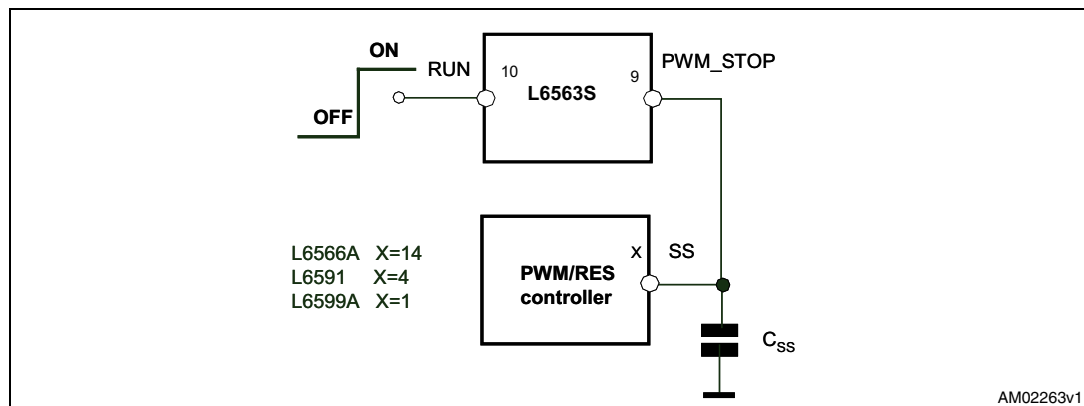 ON
OFF
RUN
10
L6563S
9
PWM_STOP
L6566A X=14
L6591 X=4
L6599A X=1
PWM/RES
controller
x
SS
CSS
AM02263v1